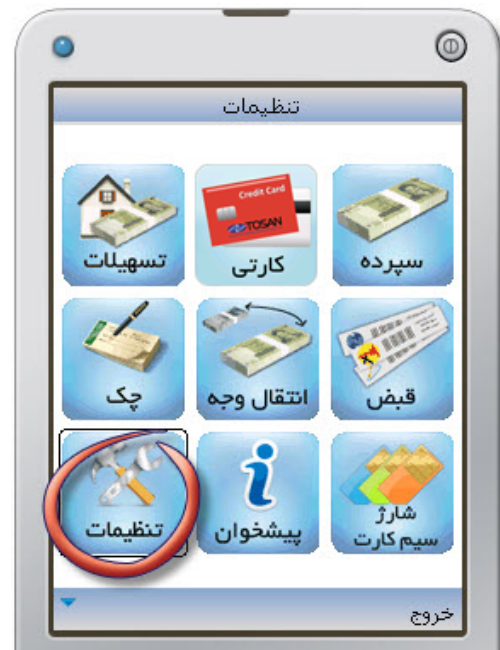 تنظیمات
سپرده
Credit Card
TOSAN
کارتی
تسهیلات
قبض
انتقال وجه
چک
شارژ
سیم کارت
پیشخوان
تنظیمات
خروج